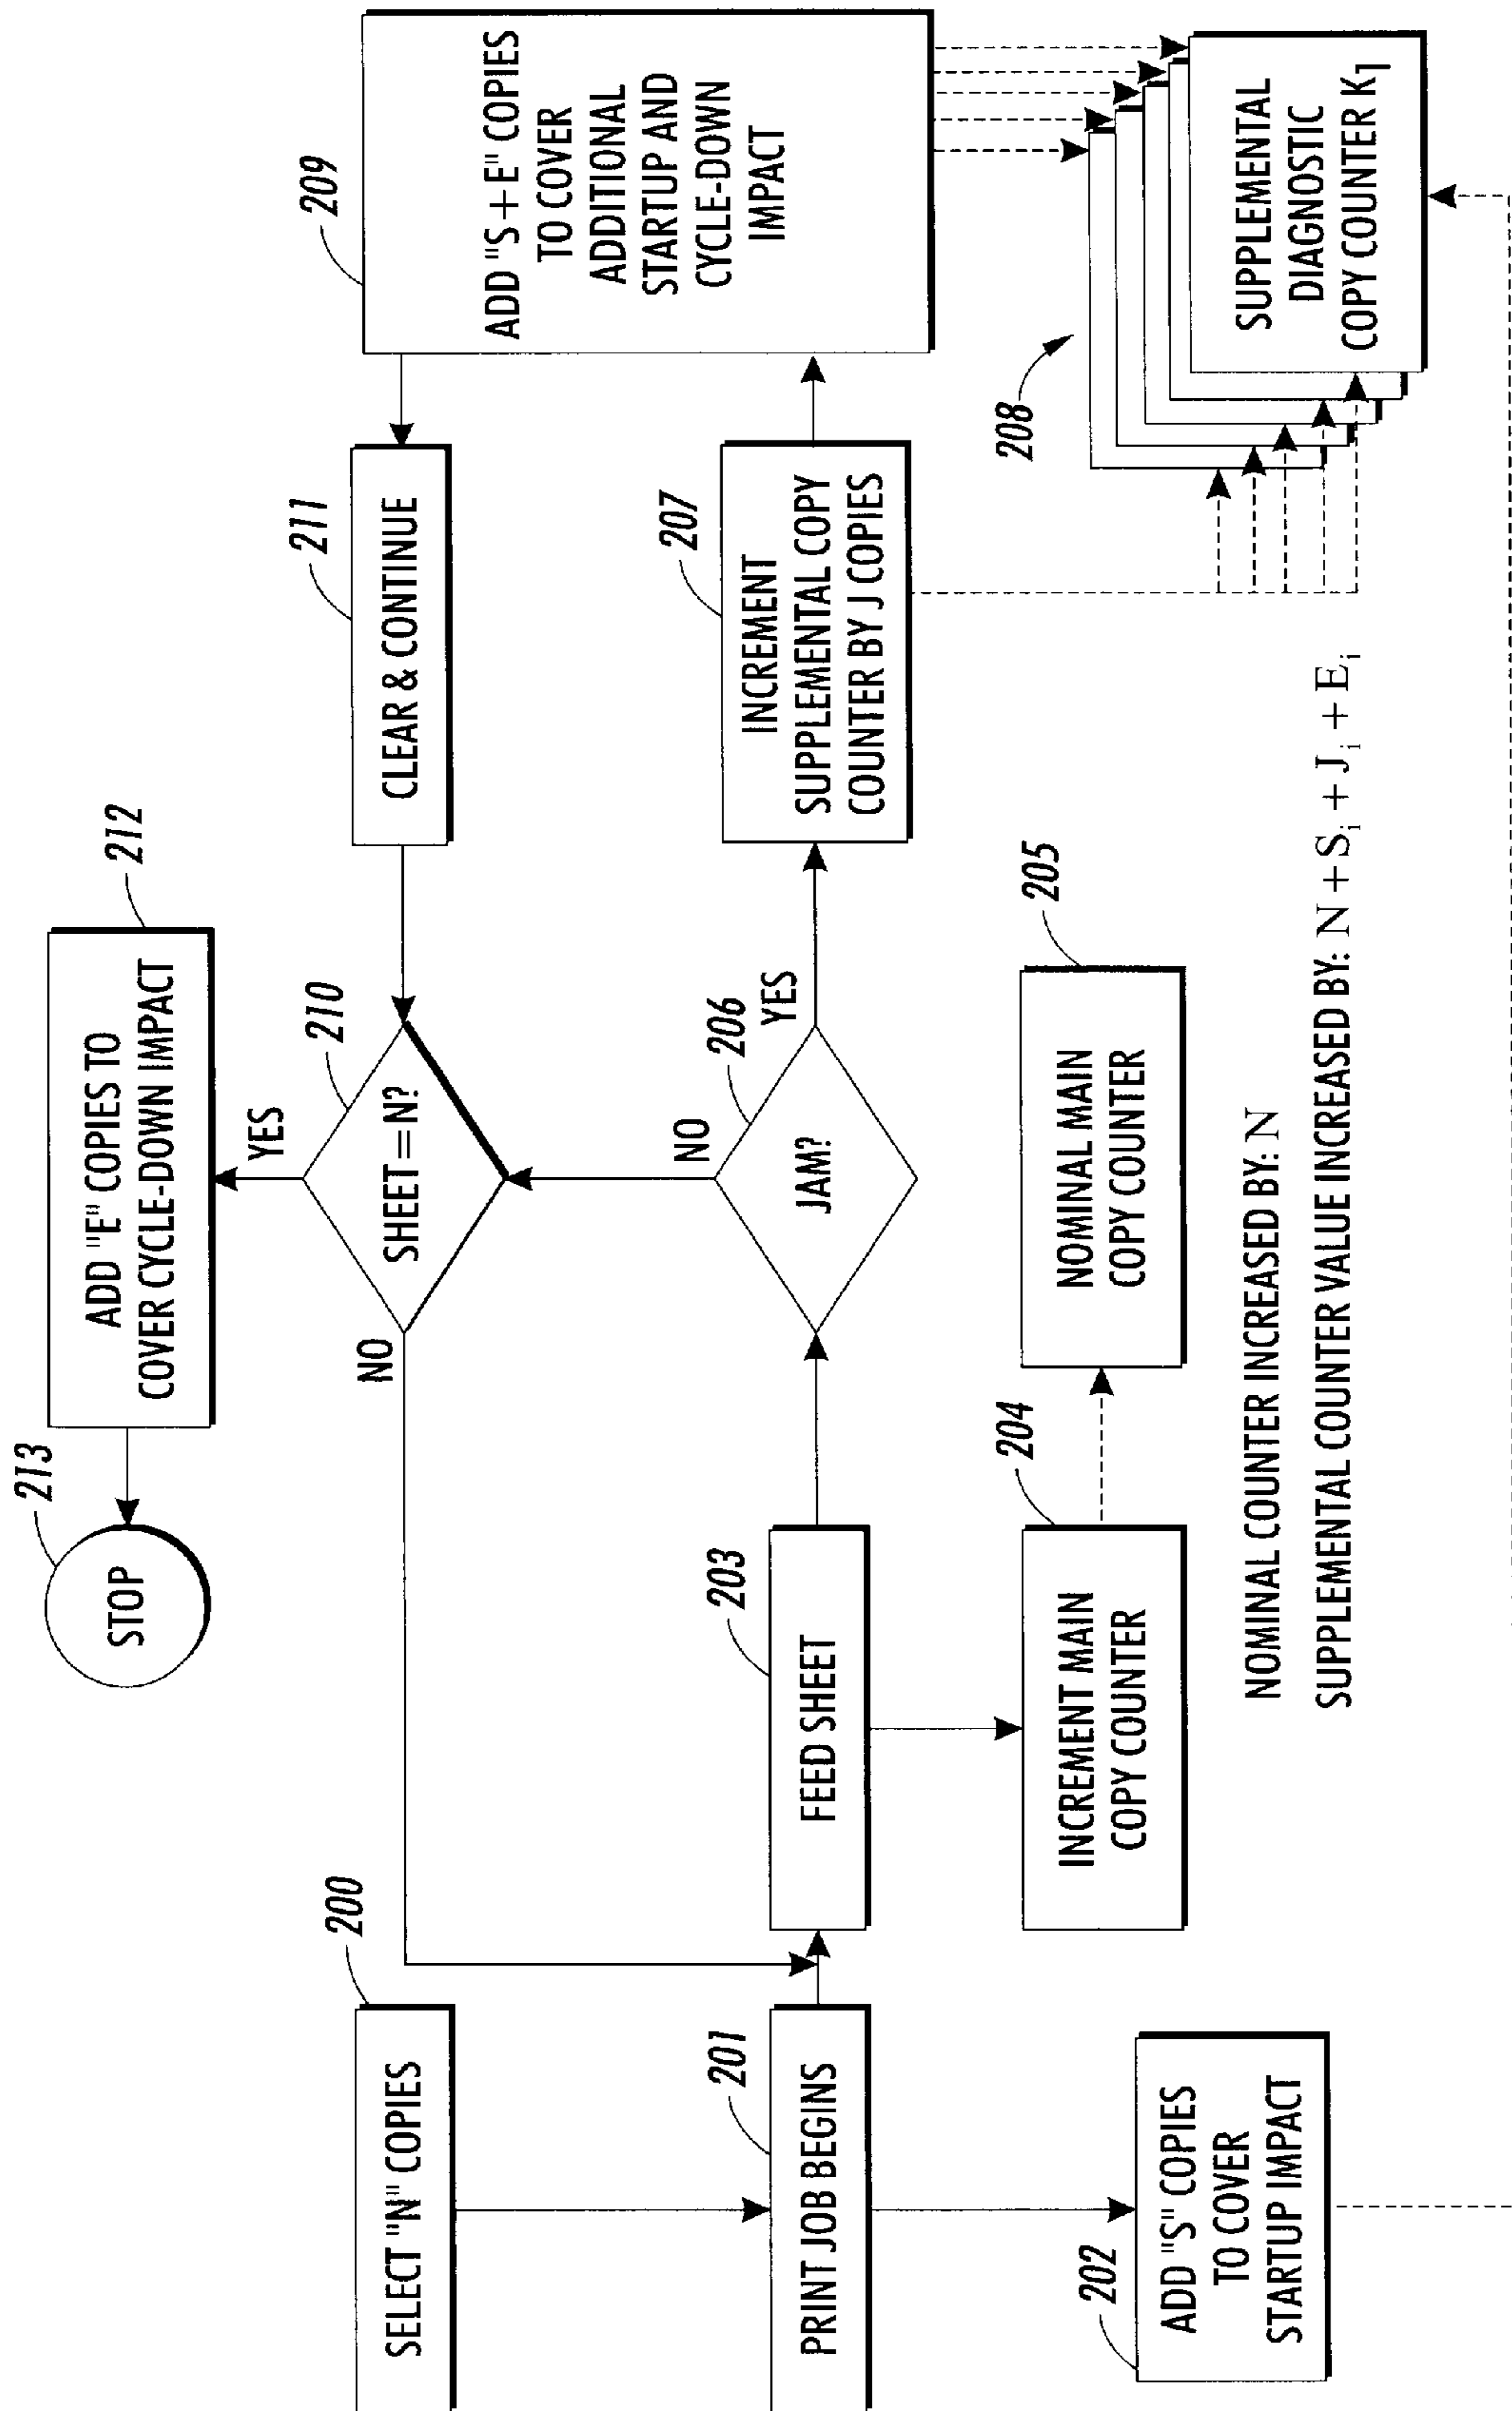 213
STOP
212
ADD "E" COPIES TO
COVER CYCLE-DOWN IMPACT
YES
210
SHEET=N?
NO
211
CLEAR & CONTINUE
209
ADD "S+E" COPIES
TO COVER
ADDITIONAL
STARTUP AND
CYCLE-DOWN
IMPACT
200
SELECT "N" COPIES
201
PRINT JOB BEGINS
203
FEED SHEET
NO
206
JAM?
YES
207
INCREMENT
SUPPLEMENTAL COPY
COUNTER BY J COPIES
202
ADD "S" COPIES
TO COVER
STARTUP IMPACT
204
INCREMENT MAIN
COPY COUNTER
205
NOMINAL MAIN
COPY COUNTER
208
SUPPLEMENTAL
DIAGNOSTIC
COPY COUNTER K]
NOMINAL COUNTER INCREASED BY: N
SUPPLEMENTAL COUNTER VALUE INCREASED BY: N + Si + Ji + Ei